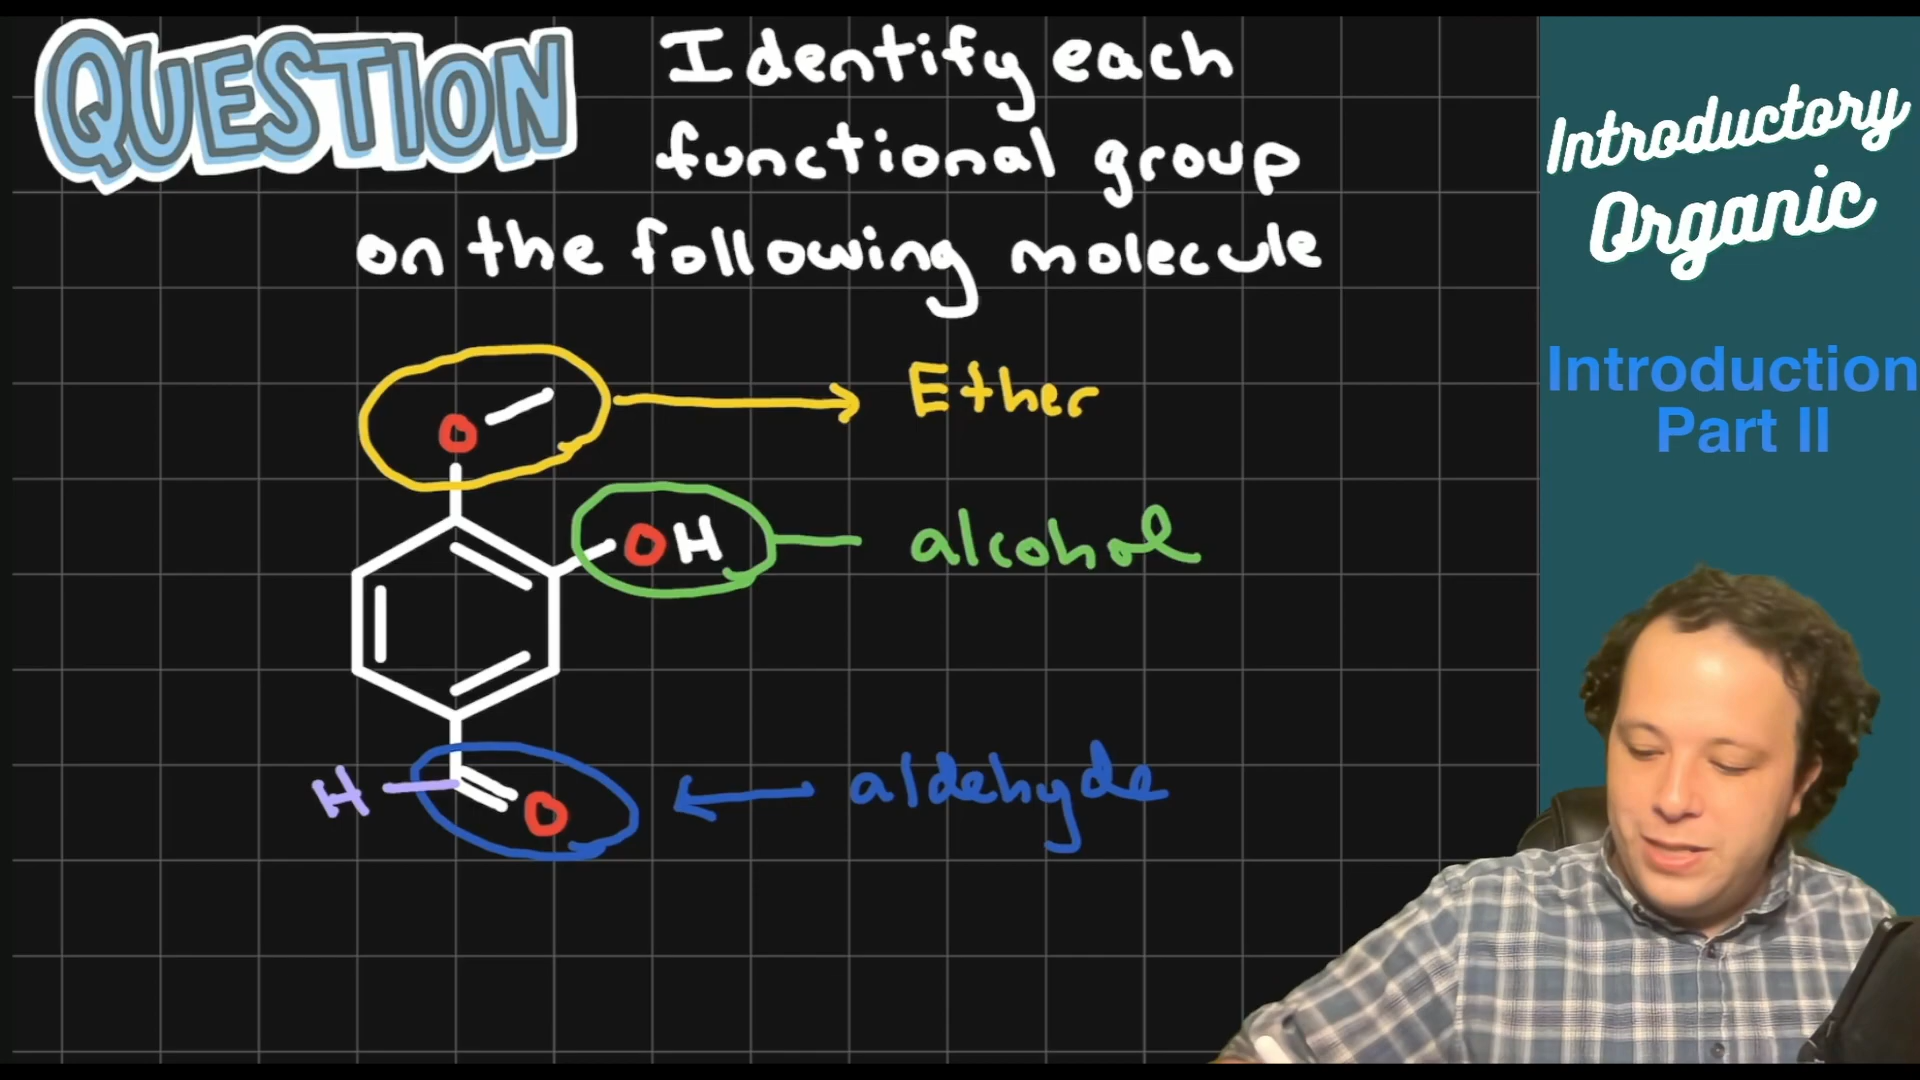 QUESTION
Identify each
functional group
on the following molecule
O
Ether
OH
alcohol
H
O
aldehyde
Introductory
Organic
Introduction
Part II